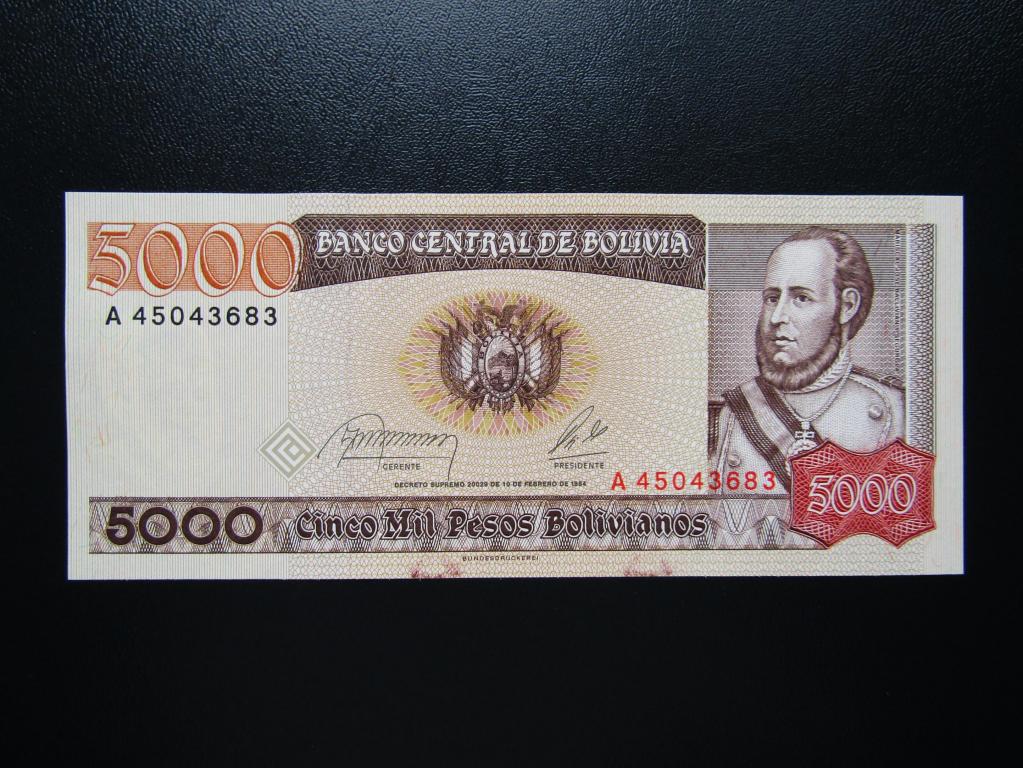 5000
BANCO CENTRAL DE BOLIVIA
A 45043683
GERENTE
PRESIDENTE
DECRETO SUPREMO 20029 DE 10 DE FEBRERO DE 1984
A 45043683
5000
5000
Cinco Mil Pesos Bolivianos
BUNDESDRUCKEREI